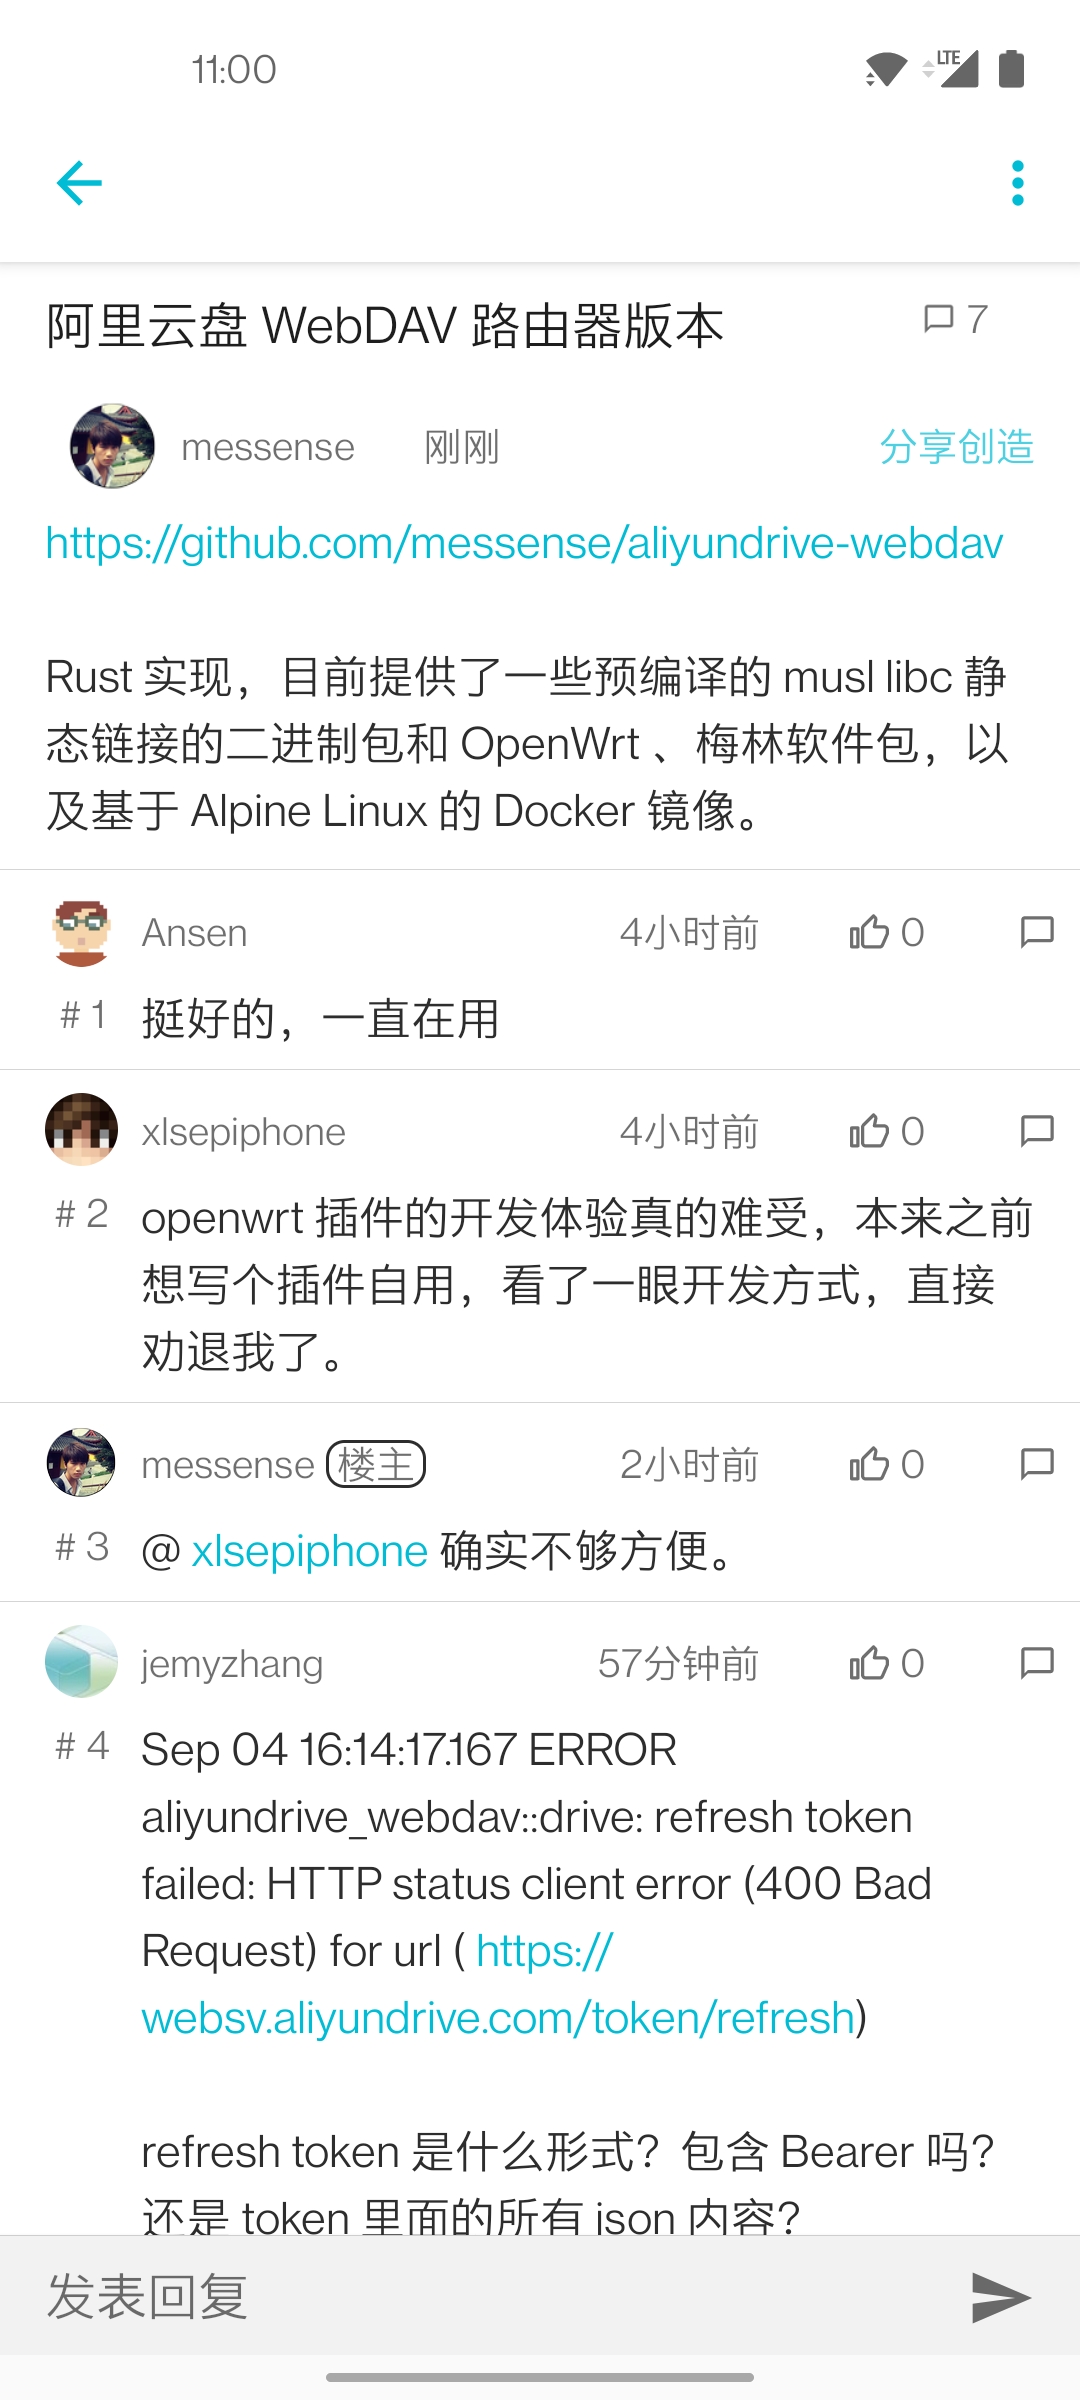 11:00
LTE
阿里云盘 WebDAV 路由器版本
7
messense 刚刚 分享创造
https://github.com/messense/aliyundrive-webdav
Rust 实现，目前提供了一些预编译的 musl libc 静
态链接的二进制包和 OpenWrt 、梅林软件包，以
及基于 Alpine Linux 的 Docker 镜像。
Ansen 4小时前 0
# 1 挺好的，一直在用
xlsepiphone 4小时前 0
# 2 openwrt 插件的开发体验真的难受，本来之前
想写个插件自用，看了一眼开发方式，直接
劝退我了。
messense 楼主 2小时前 0
# 3 @ xlsepiphone 确实不够方便。
jemyzhang 57分钟前 0
# 4 Sep 04 16:14:17.167 ERROR
aliyundrive_webdav::drive: refresh token
failed: HTTP status client error (400 Bad
Request) for url ( https://
websv.aliyundrive.com/token/refresh)
refresh token 是什么形式？包含 Bearer 吗？
还是 token 里面的所有 json 内容？
发表回复